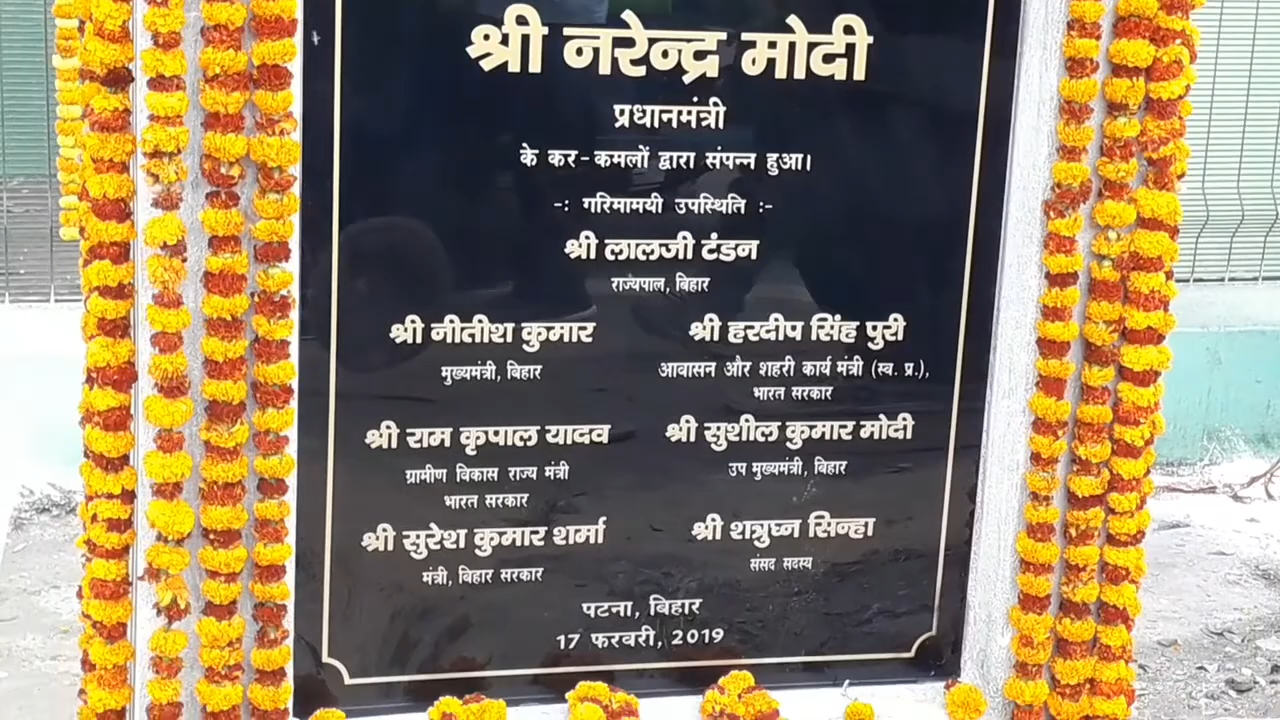 श्री नरेन्द्र मोदी
प्रधानमंत्री
के कर-कमलों द्वारा संपन्न हुआ।
-: गरिमामयी उपस्थिति :-
श्री लालजी टंडन
राज्यपाल, बिहार
श्री नीतीश कुमार
मुख्यमंत्री, बिहार
श्री हरदीप सिंह पुरी
आवासन और शहरी कार्य मंत्री (स्व. प्र.),
भारत सरकार
श्री राम कृपाल यादव
ग्रामीण विकास राज्य मंत्री
भारत सरकार
श्री सुशील कुमार मोदी
उप मुख्यमंत्री, बिहार
श्री सुरेश कुमार शर्मा
मंत्री, बिहार सरकार
श्री शत्रुघ्न सिन्हा
संसद सदस्य
पटना, बिहार
17 फरवरी, 2019